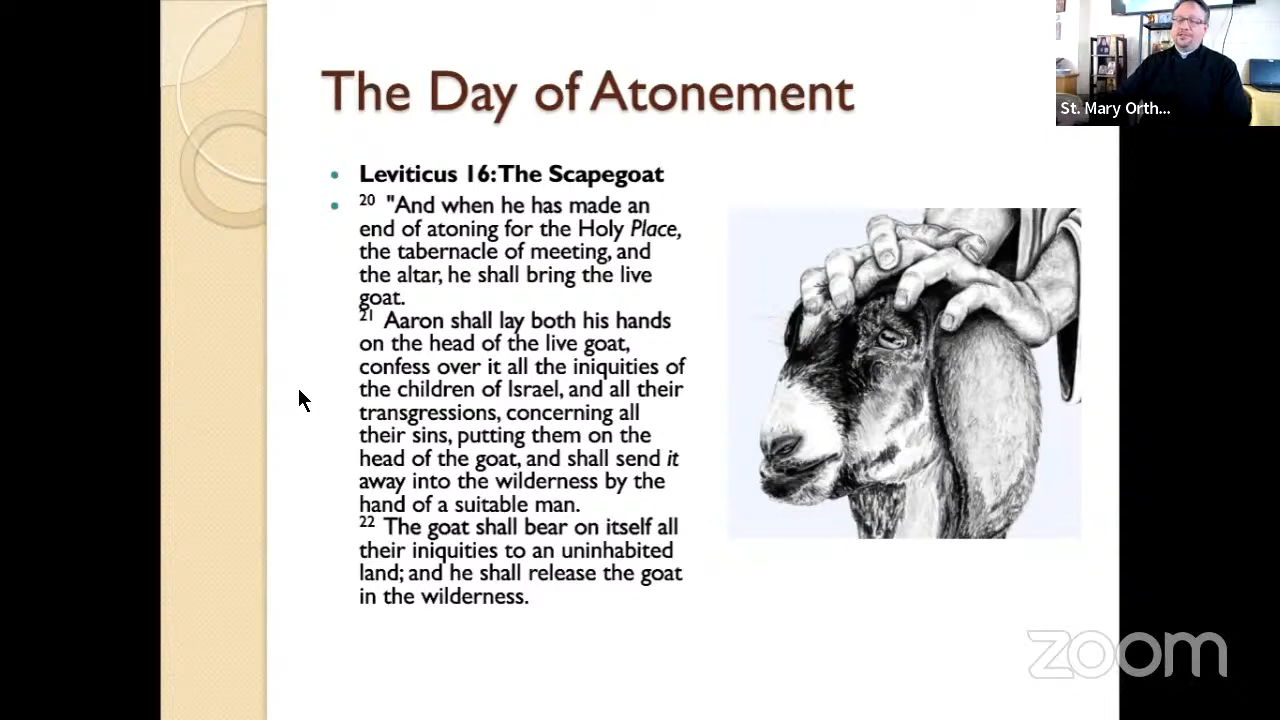 The Day of Atonement
St. Mary Orth...
• Leviticus 16:The Scapegoat
• 20 "And when he has made an
end of atoning for the Holy Place,
the tabernacle of meeting, and
the altar, he shall bring the live
goat.
21 Aaron shall lay both his hands
on the head of the live goat,
confess over it all the iniquities of
the children of Israel, and all their
transgressions, concerning all
their sins, putting them on the
head of the goat, and shall send it
away into the wilderness by the
hand of a suitable man.
22 The goat shall bear on itself all
their iniquities to an uninhabited
land; and he shall release the goat
in the wilderness.
zoom